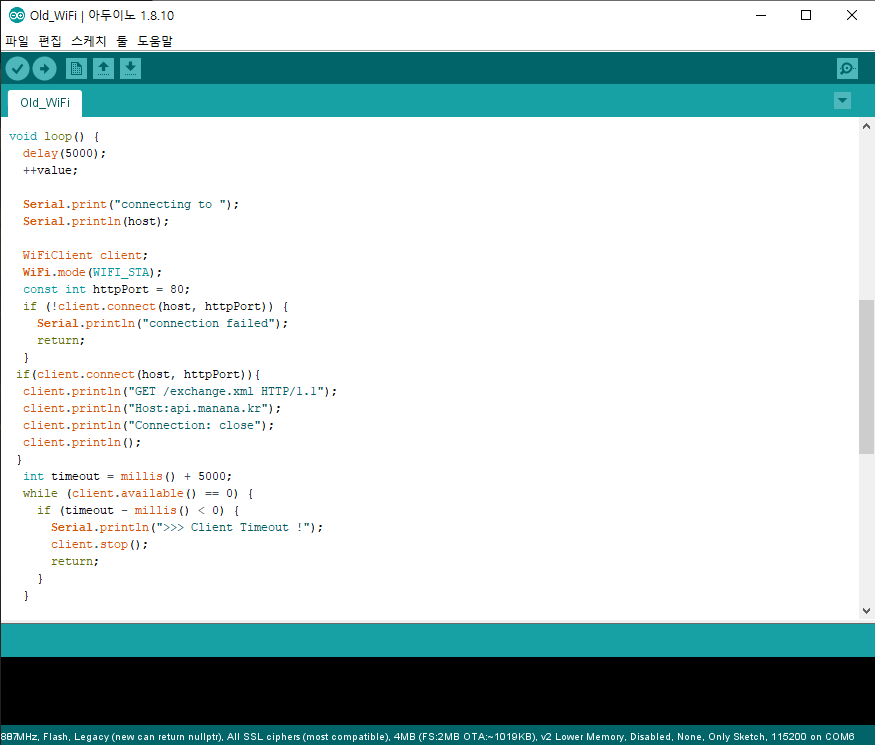 Old_WiFi | 아두이노 1.8.10
파일 편집 스케치 툴 도움말
Old_WiFi
void loop() {
  delay(5000);
  ++value;
  Serial.print("connecting to ");
  Serial.println(host);
  WiFiClient client;
  WiFi.mode(WIFI_STA);
  const int httpPort = 80;
  if (!client.connect(host, httpPort)) {
    Serial.println("connection failed");
    return;
  }
 if(client.connect(host, httpPort)){
  client.println("GET /exchange.xml HTTP/1.1");
  client.println("Host:api.manana.kr");
  client.println("Connection: close");
  client.println();
 }
  int timeout = millis() + 5000;
  while (client.available() == 0) {
    if (timeout - millis() < 0) {
      Serial.println(">>> Client Timeout !");
      client.stop();
      return;
    }
  }
887MHz, Flash, Legacy (new can return nullptr), All SSL ciphers (most compatible), 4MB (FS:2MB OTA:~1019KB), v2 Lower Memory, Disabled, None, Only Sketch, 115200 on COM6